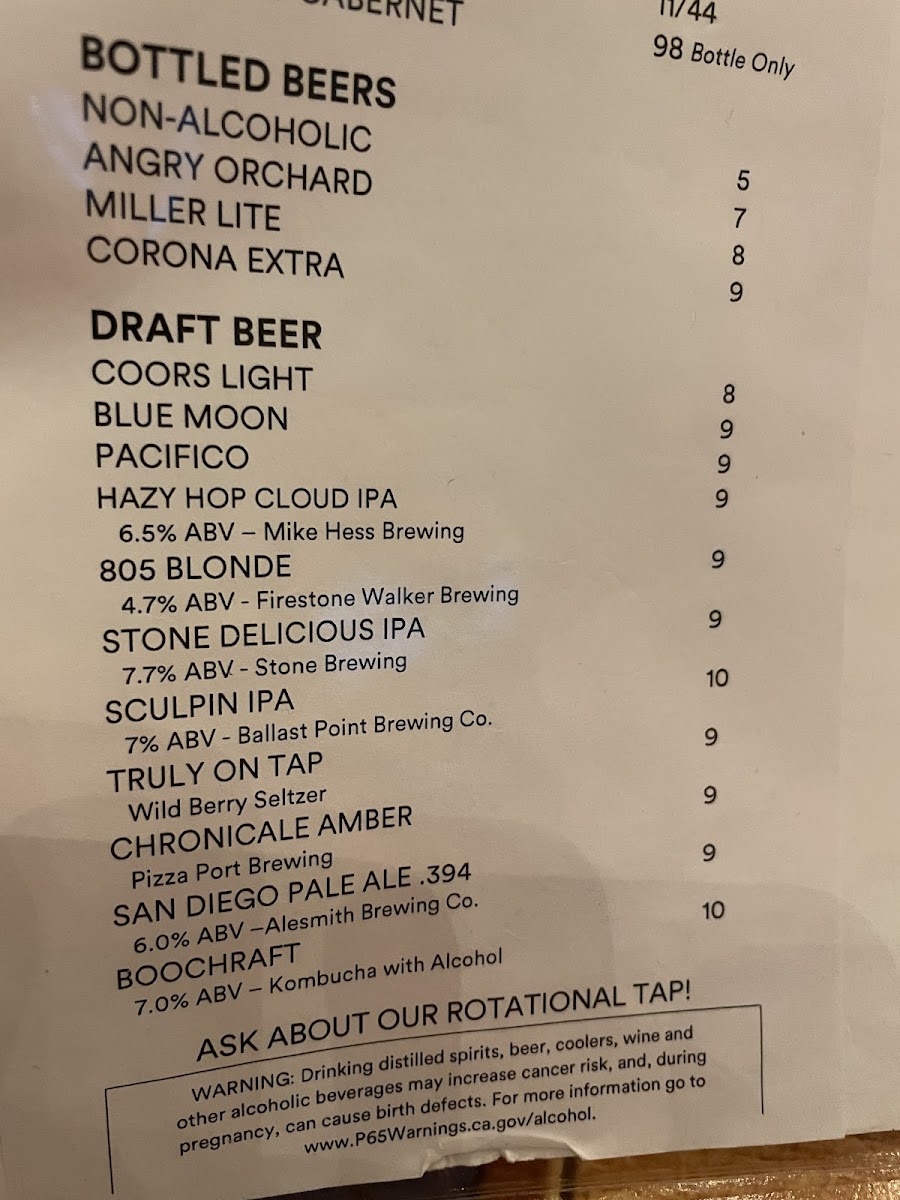 CABERNET 11/44
98 Bottle Only
BOTTLED BEERS
NON-ALCOHOLIC 5
ANGRY ORCHARD 7
MILLER LITE 8
CORONA EXTRA 9
DRAFT BEER
COORS LIGHT 8
BLUE MOON 9
PACIFICO 9
HAZY HOP CLOUD IPA 9
6.5% ABV – Mike Hess Brewing
805 BLONDE 9
4.7% ABV - Firestone Walker Brewing
STONE DELICIOUS IPA 9
7.7% ABV - Stone Brewing
SCULPIN IPA 10
7% ABV - Ballast Point Brewing Co.
TRULY ON TAP 9
Wild Berry Seltzer
CHRONICALE AMBER 9
Pizza Port Brewing
SAN DIEGO PALE ALE .394 9
6.0% ABV –Alesmith Brewing Co.
BOOCHRAFT 10
7.0% ABV – Kombucha with Alcohol
ASK ABOUT OUR ROTATIONAL TAP!
WARNING: Drinking distilled spirits, beer, coolers, wine and
other alcoholic beverages may increase cancer risk, and, during
pregnancy, can cause birth defects. For more information go to
www.P65Warnings.ca.gov/alcohol.